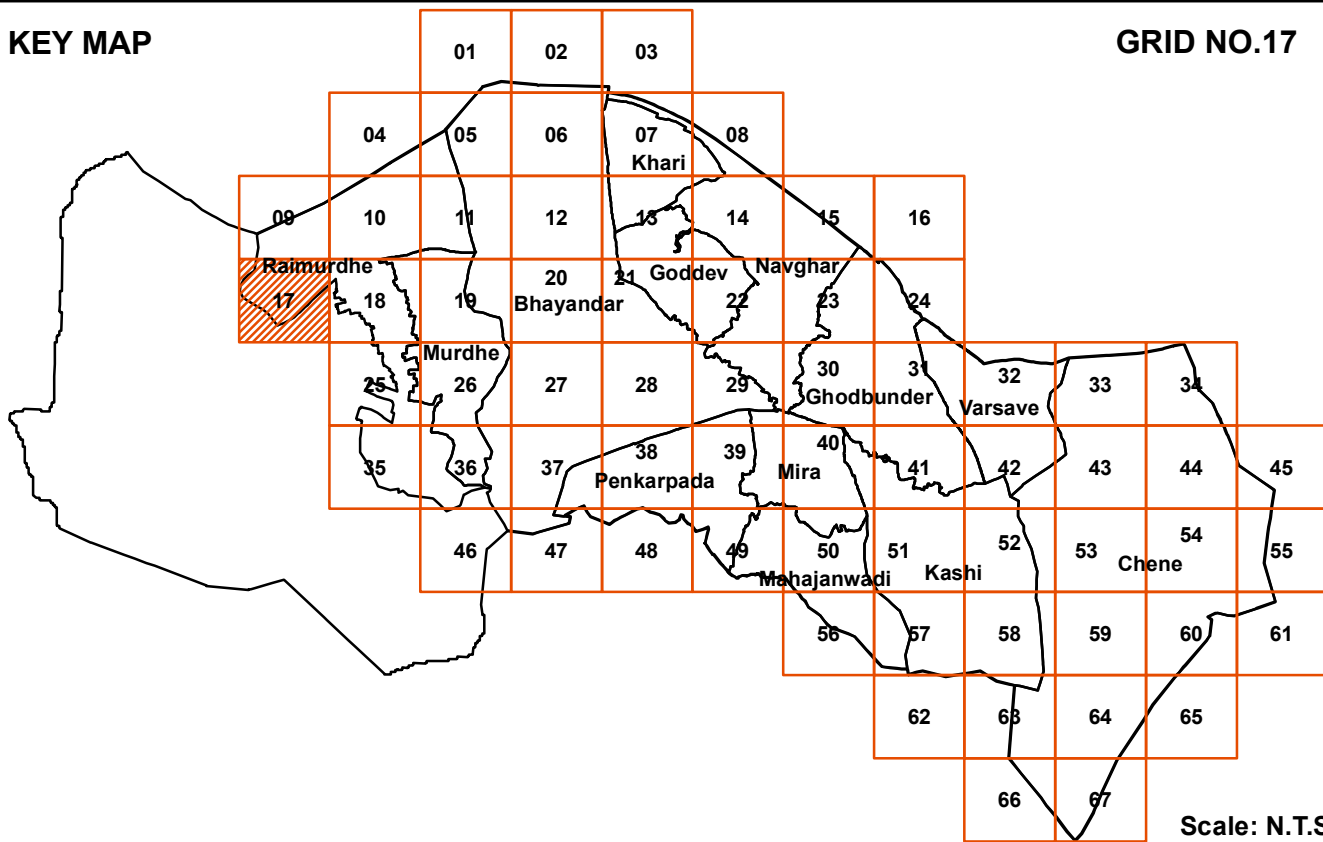 KEY MAP
GRID NO.17
01 02 03
04 05 06 07 08
Khari
09 10 11 12 13 14 15 16
Raimurdhe
Goddev
Navghar
17 18 19 20 21 22 23 24
Bhayandar
Murdhe
25 26 27 28 29 30 31 32 33 34
Ghodbunder
Varsave
35 36 37 38 39 40 41 42 43 44 45
Penkarpada
Mira
46 47 48 49 50 51 52 53 54 55
Mahajanwadi
Kashi
Chene
56 57 58 59 60 61
62 63 64 65
66 67
Scale: N.T.S